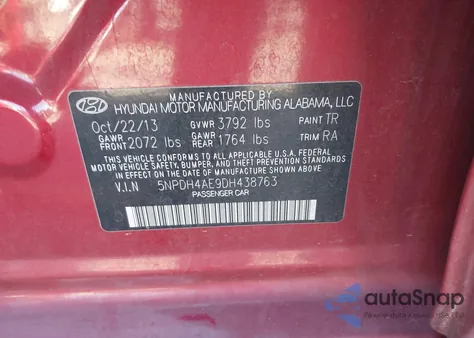 MANUFACTURED BY
HYUNDAI MOTOR MANUFACTURING ALABAMA, LLC
Oct/22/13 GVWR 3792 lbs PAINT TR
GAWR FRONT 2072 lbs GAWR REAR 1764 lbs TRIM RA
THIS VEHICLE CONFORMS TO ALL APPLICABLE U.S. FEDERAL
MOTOR VEHICLE SAFETY, BUMPER, AND THEFT PREVENTION STANDARDS
IN EFFECT ON THE DATE OF MANUFACTURE SHOWN ABOVE.
V.I.N 5NPDH4AE9DH438763
PASSENGER CAR
autoSnap